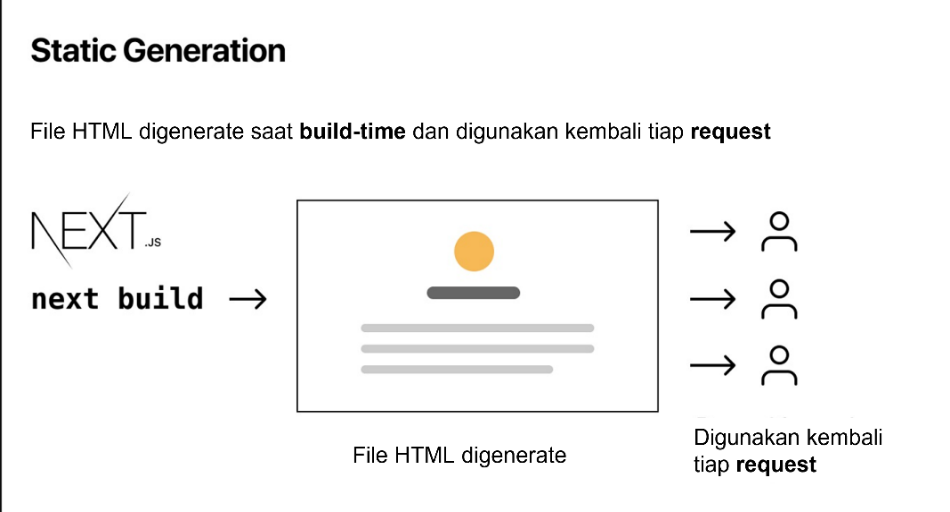 Static Generation
File HTML digenerate saat build-time dan digunakan kembali tiap request
NEXT.JS
next build
File HTML digenerate
Digunakan kembali
tiap request